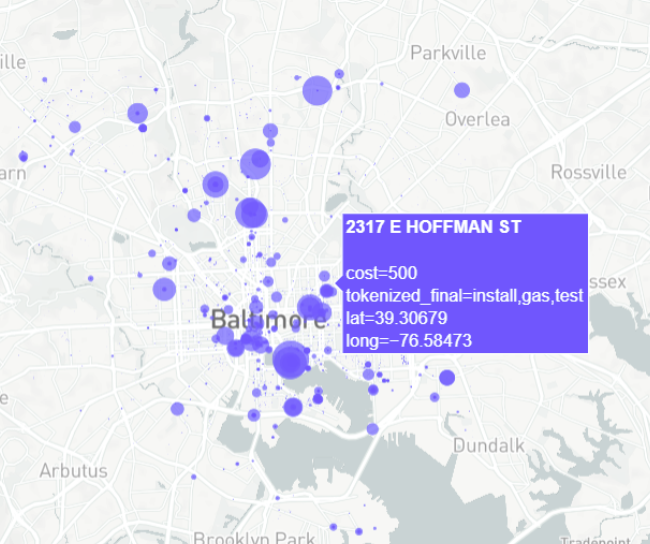 ille
Parkville
Overlea
arn
Rossville
2317 E HOFFMAN ST
cost=500
ssex
tokenized_final=install,gas,test
lat=39.30679
long=−76.58473
Baltimore
e
Dundalk
Arbutus
Brooklyn Park
Tradepoint